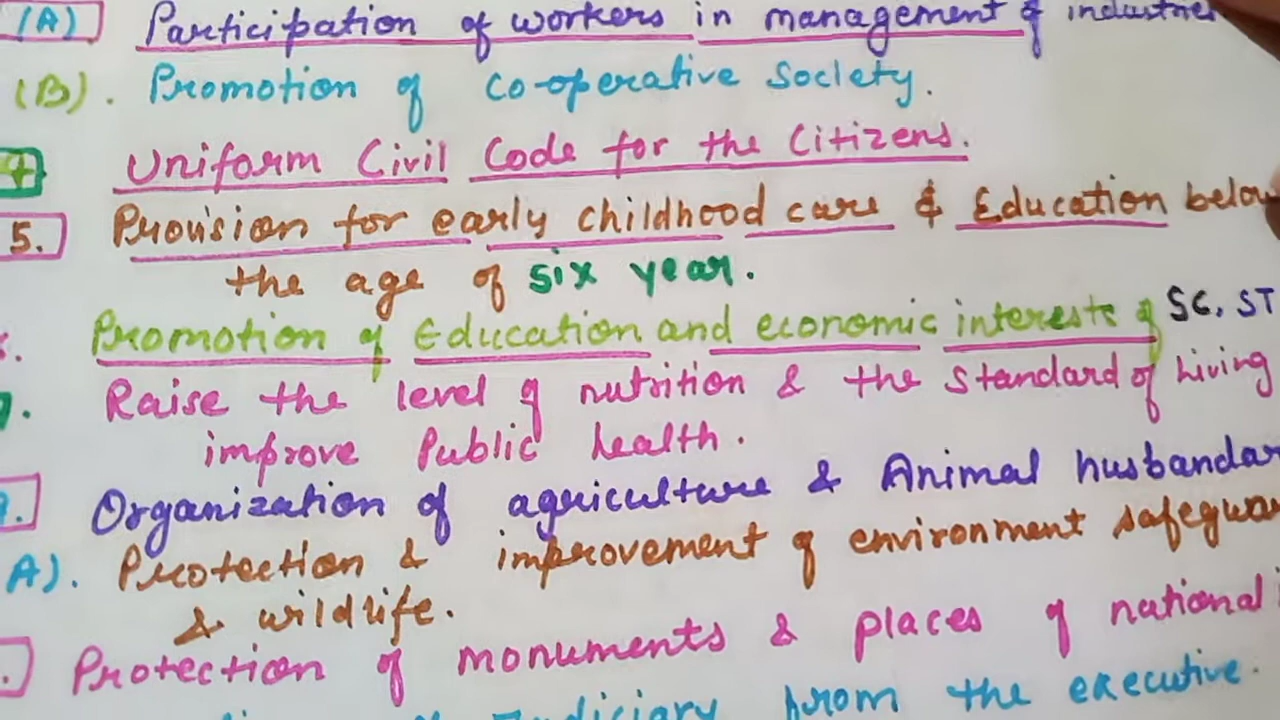 (A) Participation of workers in management of
(B). Promotion of co-operative Society.
Uniform Civil Code for the Citizens.
5. Provision for early childhood care & Education below
the age of six year.
Promotion of Education and economic interests of SC, ST
Raise the level of nutrition & the standard of living
improve Public health.
Organization of agriculture & Animal
A). Protection & improvement of environment
& wildlife.
Protection of monuments & places of national
from the executive.